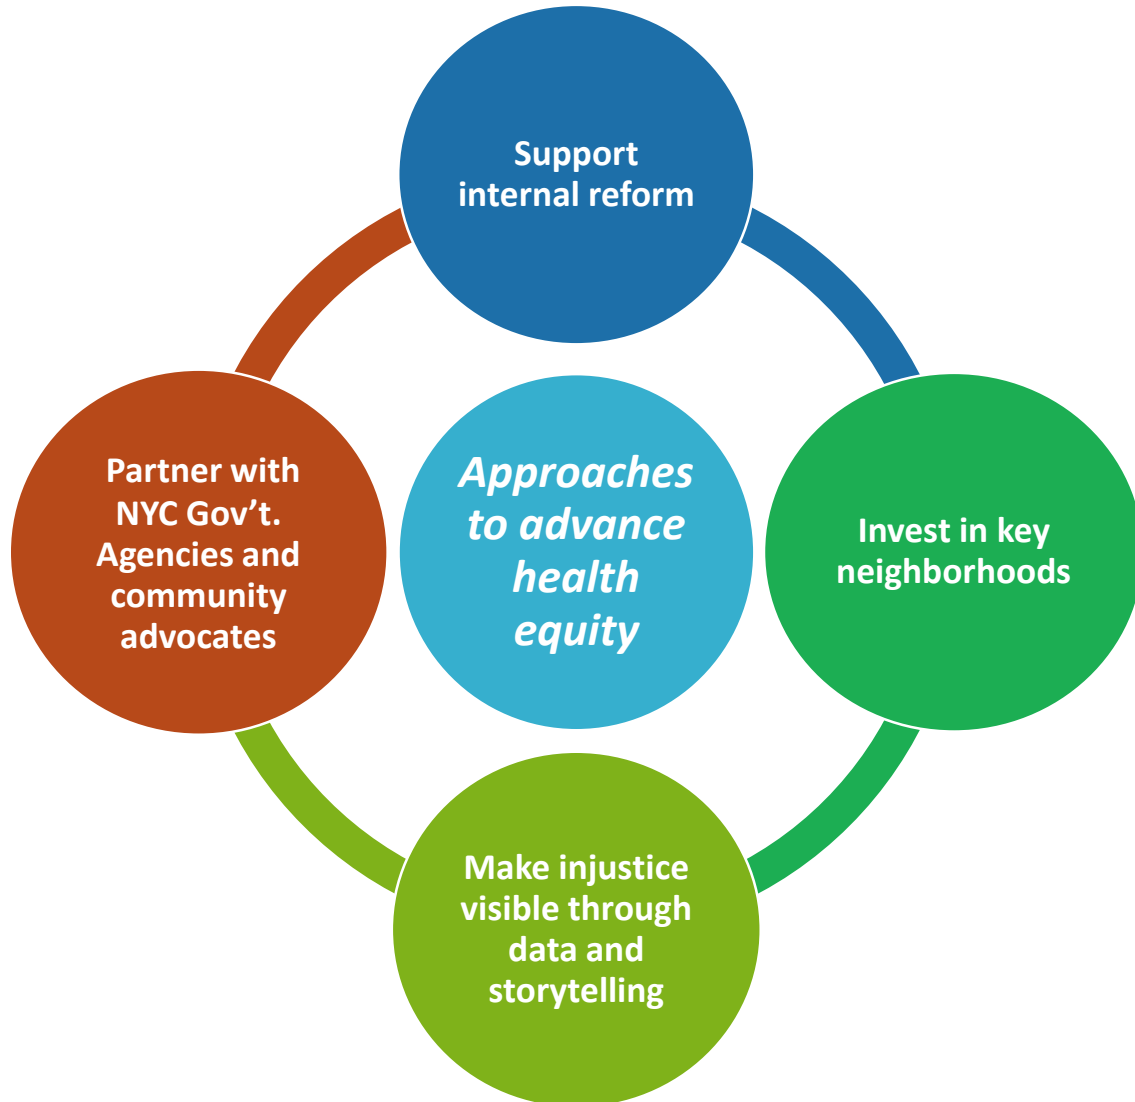 Support
internal reform
Partner with
NYC Gov’t.
Agencies and
community
advocates
Approaches
to advance
health
equity
Invest in key
neighborhoods
Make injustice
visible through
data and
storytelling